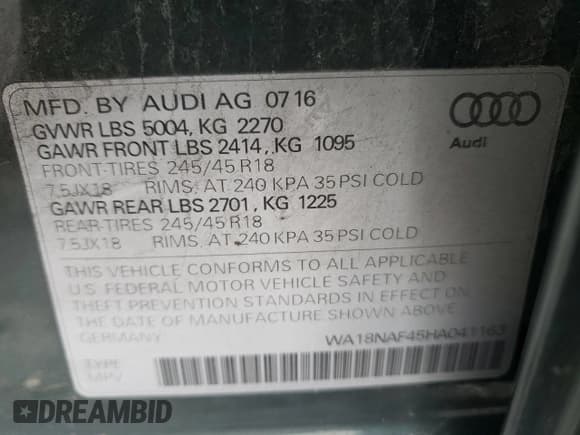 MFD. BY AUDI AG 07 16
GVWR LBS 5004, KG 2270
GAWR FRONT LBS 2414, KG 1095
FRONT-TIRES 245/45 R18
7.5JX18 RIMS, AT 240 KPA 35 PSI COLD
GAWR REAR LBS 2701, KG 1225
REAR-TIRES 245/45 R18
7.5JX18 RIMS, AT 240 KPA 35 PSI COLD
Audi
THIS VEHICLE CONFORMS TO ALL APPLICABLE
U.S. FEDERAL MOTOR VEHICLE SAFETY AND
THEFT PREVENTION STANDARDS IN EFFECT ON
THE DATE OF MANUFACTURE SHOWN ABOVE
GERMANY
WA18NAF45HA041163
TYPE
MPV
DREAMBID